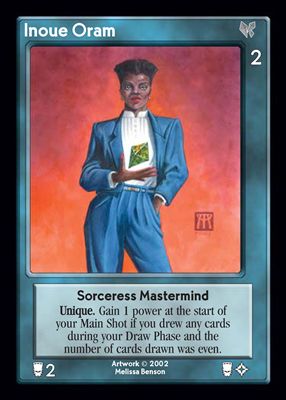 Inoue Oram
2
Sorceress Mastermind
Unique. Gain 1 power at the start of
your Main Shot if you drew any cards
during your Draw Phase and the
number of cards drawn was even.
2
Artwork © 2002
Melissa Benson